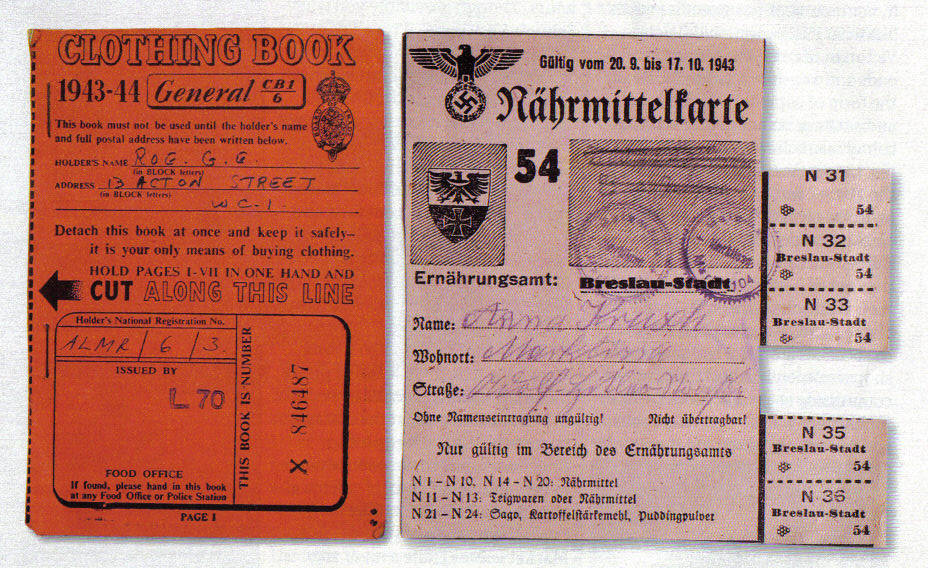 CLOTHING BOOK
1943-44 General CB1/6
This book must not be used until the holder's name
and full postal address have been written below.
HOLDER'S NAME ROE. G. E.
(in BLOCK letters)
ADDRESS 13 ACTON STREET
(in BLOCK letters)
W.C.1.
Detach this book at once and keep it safely—
it is your only means of buying clothing.
HOLD PAGES I-VII IN ONE HAND AND
CUT ALONG THIS LINE
Holder's National Registration No.
ALMR / 6 / 3.
ISSUED BY
L 70
FOOD OFFICE
If found, please hand in this book
at any Food Office or Police Station
THIS BOOK IS NUMBER
X 846487
PAGE I
Gültig vom 20. 9. bis 17. 10. 1943
Nährmittelkarte
54
Ernährungsamt: Breslau-Stadt
Name: Anna
Wohnort:
Straße: Adolf Hitler
Ohne Namenseintragung ungültig! Nicht übertragbar!
Nur gültig im Bereich des Ernährungsamts
N 1 – N 10. N 14 – N 20: Nährmittel
N 11 – N 13: Teigwaren oder Nährmittel
N 21 – N 24: Sago, Kartoffelstärkemehl, Puddingpulver
N 31
54
N 32
Breslau-Stadt
54
N 33
Breslau-Stadt
54
N 35
Breslau-Stadt
54
N 36
Breslau-Stadt
54